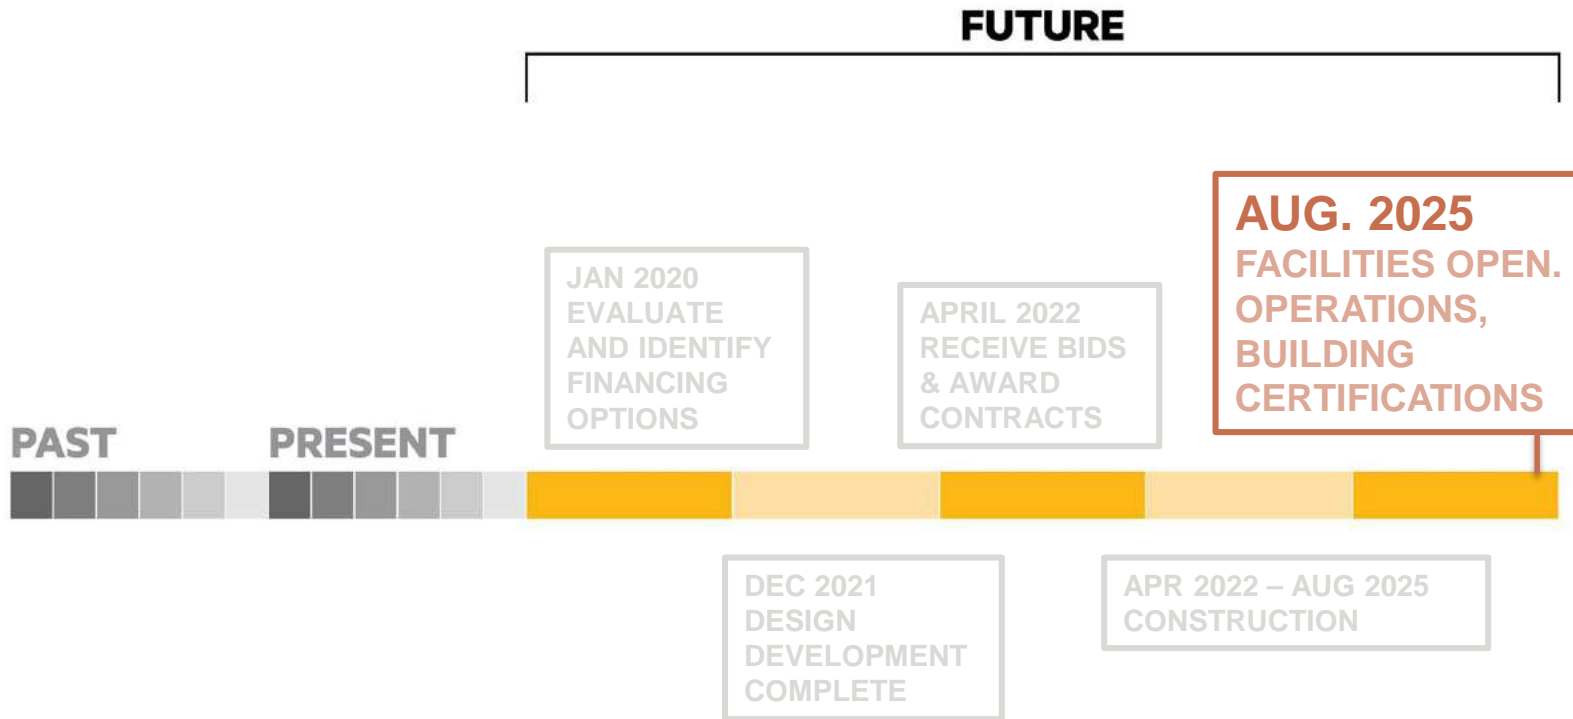 FUTURE
AUG. 2025
FACILITIES OPEN.
OPERATIONS,
BUILDING
CERTIFICATIONS
JAN 2020
EVALUATE
AND IDENTIFY
FINANCING
OPTIONS
APRIL 2022
RECEIVE BIDS
& AWARD
CONTRACTS
PAST
PRESENT
DEC 2021
DESIGN
DEVELOPMENT
COMPLETE
APR 2022 – AUG 2025
CONSTRUCTION